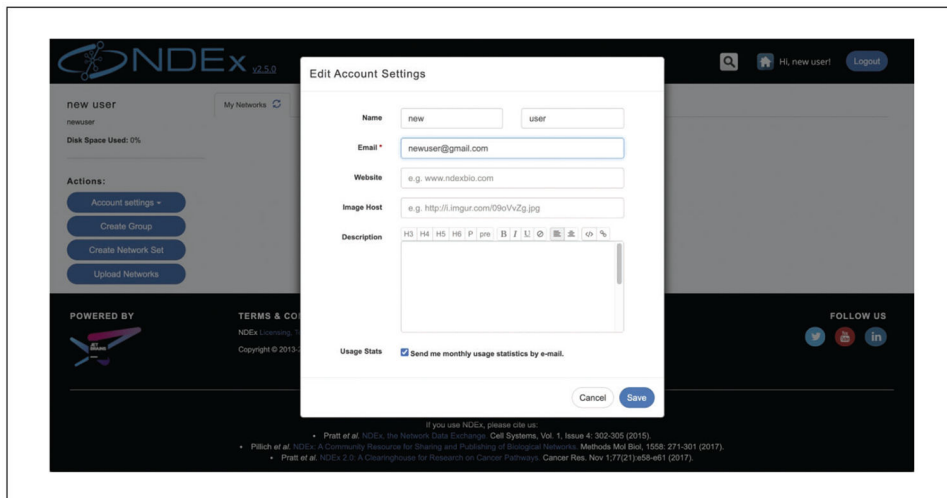 NDEx v2.5.0
Hi, new user!
Logout
new user
newuser
Disk Space Used: 0%
My Networks
Actions:
Account settings
Create Group
Create Network Set
Upload Networks
Edit Account Settings
Name new user
Email * newuser@gmail.com
Website e.g. www.ndexbio.com
Image Host e.g. http://i.imgur.com/09oVvZg.jpg
Description H3 H4 H5 H6 P pre B I U
Usage Stats Send me monthly usage statistics by e-mail.
Cancel Save
POWERED BY
TERMS & CO
NDEx Licensing,
Copyright © 2013-
FOLLOW US
If you use NDEx, please cite us:
• Pratt et al. NDEx, the Network Data Exchange. Cell Systems, Vol. 1, Issue 4: 302-305 (2015).
• Pillich et al. NDEx: A Community Resource for Sharing and Publishing of Biological Networks. Methods Mol Biol, 1558: 271-301 (2017).
• Pratt et al. NDEx 2.0: A Clearinghouse for Research on Cancer Pathways. Cancer Res. Nov 1;77(21):e58-e61 (2017).